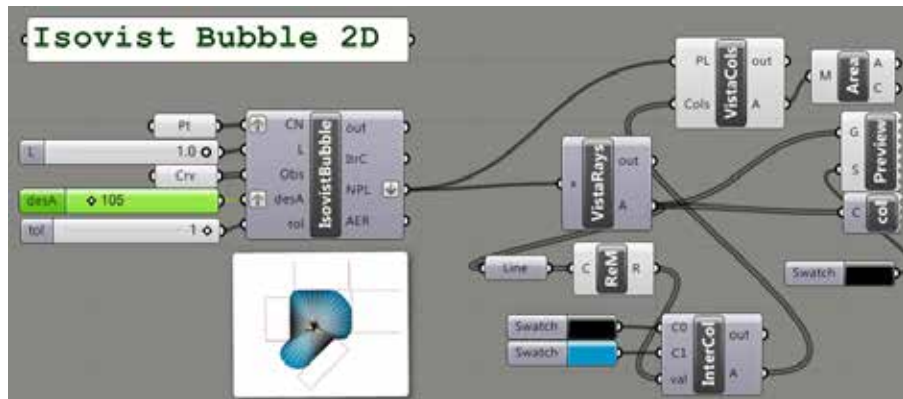 Isovist Bubble 2D
Pt
L 1.0
Crv
desA 105
tol 1
CN
L
Obs
desA
tol
IsovistBubble
out
ItrC
NPL
AER
x
VistaRays
out
A
PL
Cols
VistaCols
out
A
M
Area
A
C
G
S
Preview
C
col
Swatch
Line
C
ReM
R
Swatch
Swatch
C0
C1
val
InterCol
out
A